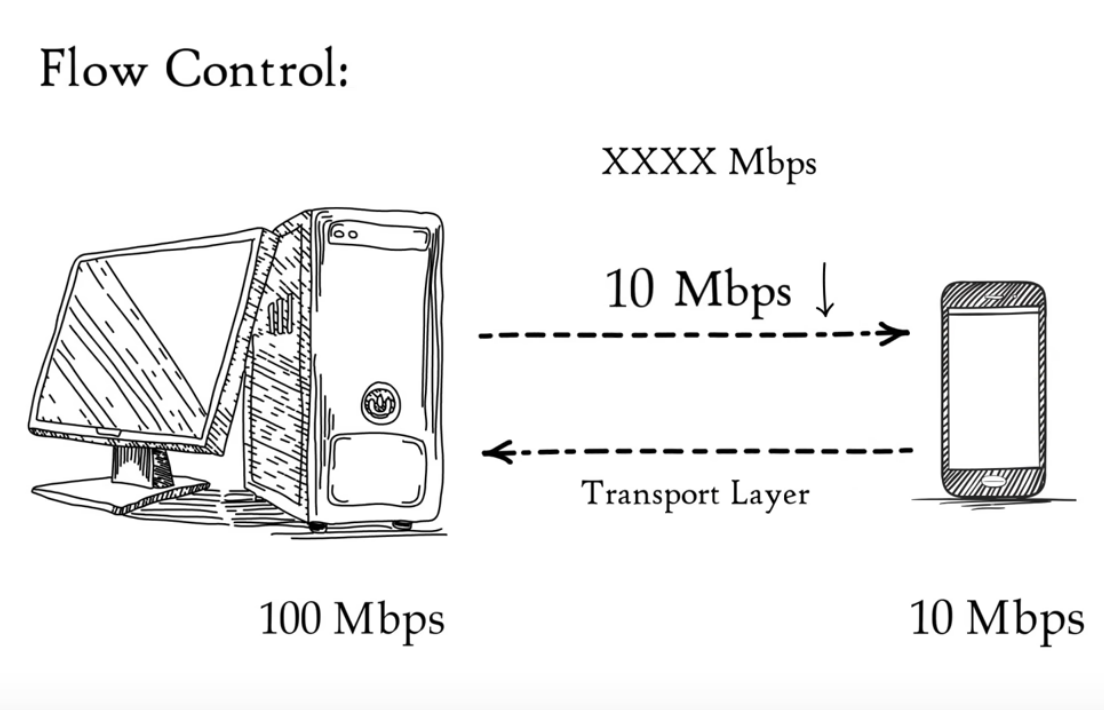 Flow Control:
XXXX Mbps
10 Mbps ↓
Transport Layer
100 Mbps
10 Mbps